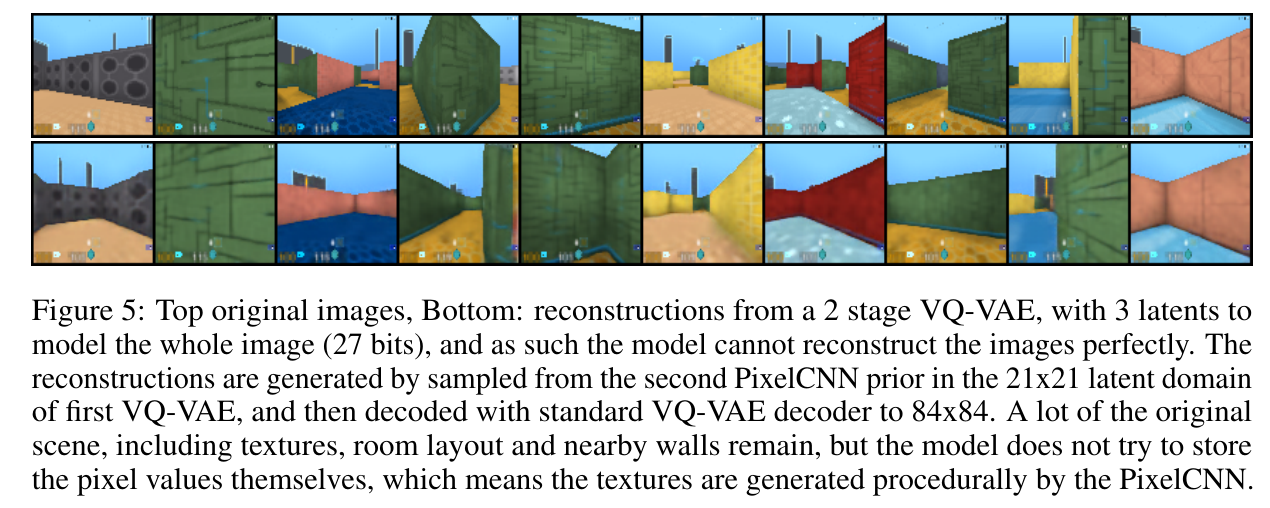 Figure 5: Top original images, Bottom: reconstructions from a 2 stage VQ-VAE, with 3 latents to
model the whole image (27 bits), and as such the model cannot reconstruct the images perfectly. The
reconstructions are generated by sampled from the second PixelCNN prior in the 21x21 latent domain
of first VQ-VAE, and then decoded with standard VQ-VAE decoder to 84x84. A lot of the original
scene, including textures, room layout and nearby walls remain, but the model does not try to store
the pixel values themselves, which means the textures are generated procedurally by the PixelCNN.